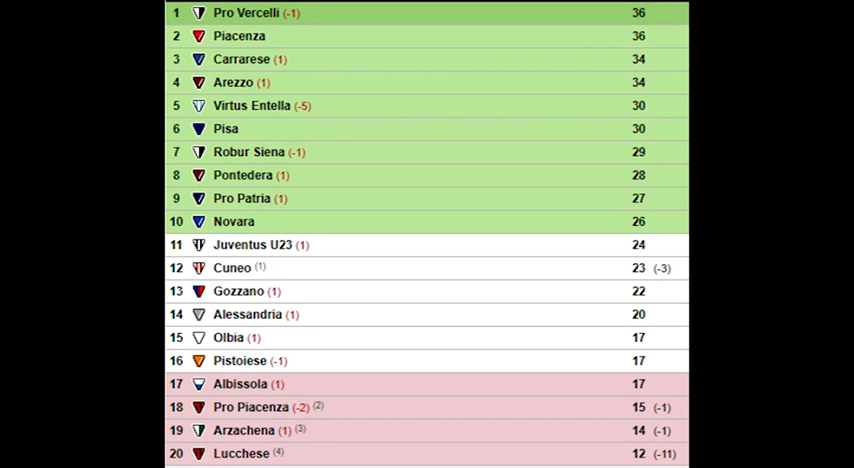 1 Pro Vercelli (-1) 36
2 Piacenza 36
3 Carrarese (1) 34
4 Arezzo (1) 34
5 Virtus Entella (-5) 30
6 Pisa 30
7 Robur Siena (-1) 29
8 Pontedera (1) 28
9 Pro Patria (1) 27
10 Novara 26
11 Juventus U23 (1) 24
12 Cuneo (1) 23 (-3)
13 Gozzano (1) 22
14 Alessandria (1) 20
15 Olbia (1) 17
16 Pistoiese (-1) 17
17 Albissola (1) 17
18 Pro Piacenza (-2) (2) 15 (-1)
19 Arzachena (1) (3) 14 (-1)
20 Lucchese (4) 12 (-11)